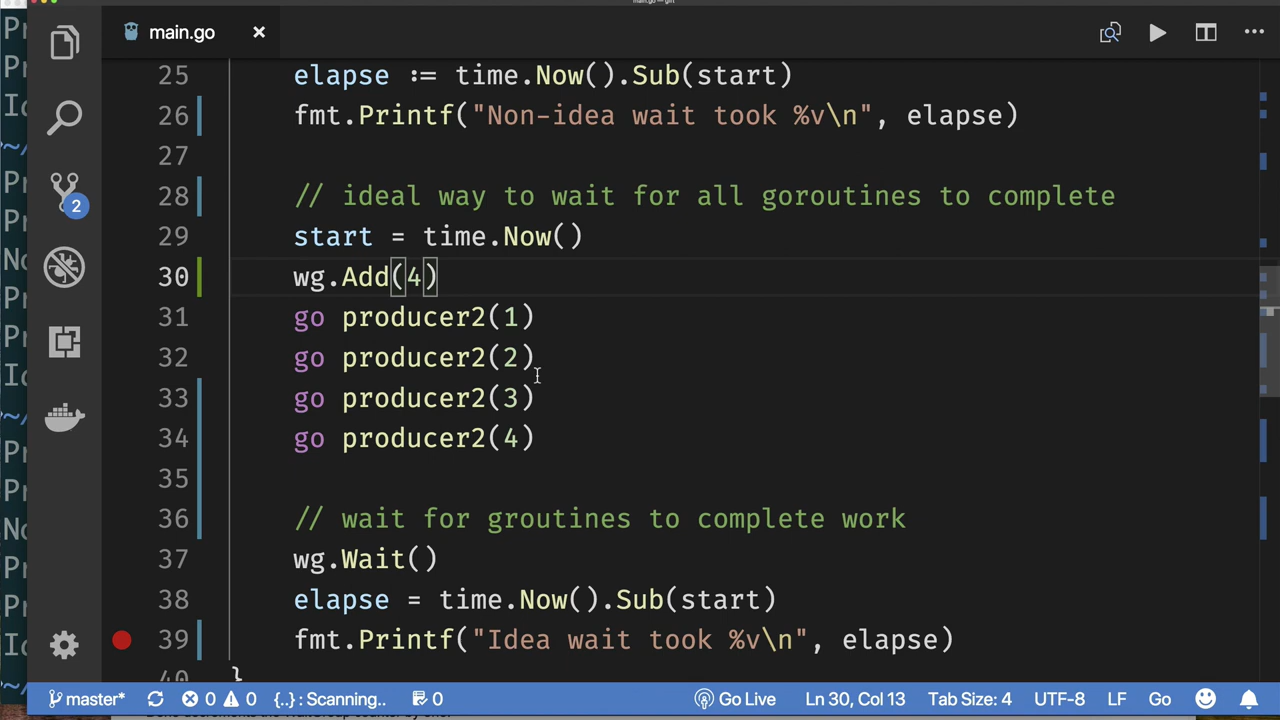 main.go
25 elapse := time.Now().Sub(start)
26 fmt.Printf("Non-idea wait took %v\n", elapse)
27
28 // ideal way to wait for all goroutines to complete
29 start = time.Now()
30 wg.Add(4)
31 go producer2(1)
32 go producer2(2)
33 go producer2(3)
34 go producer2(4)
35
36 // wait for groutines to complete work
37 wg.Wait()
38 elapse = time.Now().Sub(start)
39 fmt.Printf("Idea wait took %v\n", elapse)
40 }
2
master* 0 0 {..} : Scanning.. 0 Go Live Ln 30, Col 13 Tab Size: 4 UTF-8 LF Go